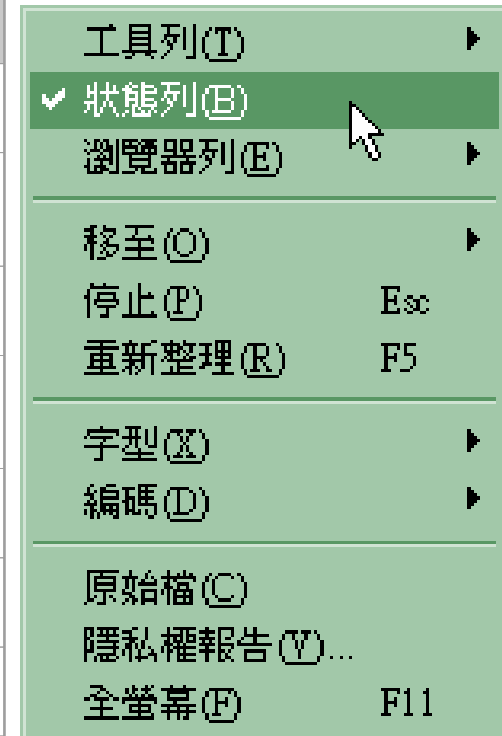 工具列(T)
狀態列(B)
瀏覽器列(E)
移至(O)
停止(P) Esc
重新整理(R) F5
字型(X)
編碼(D)
原始檔(C)
隱私權報告(V)...
全螢幕(F) F11